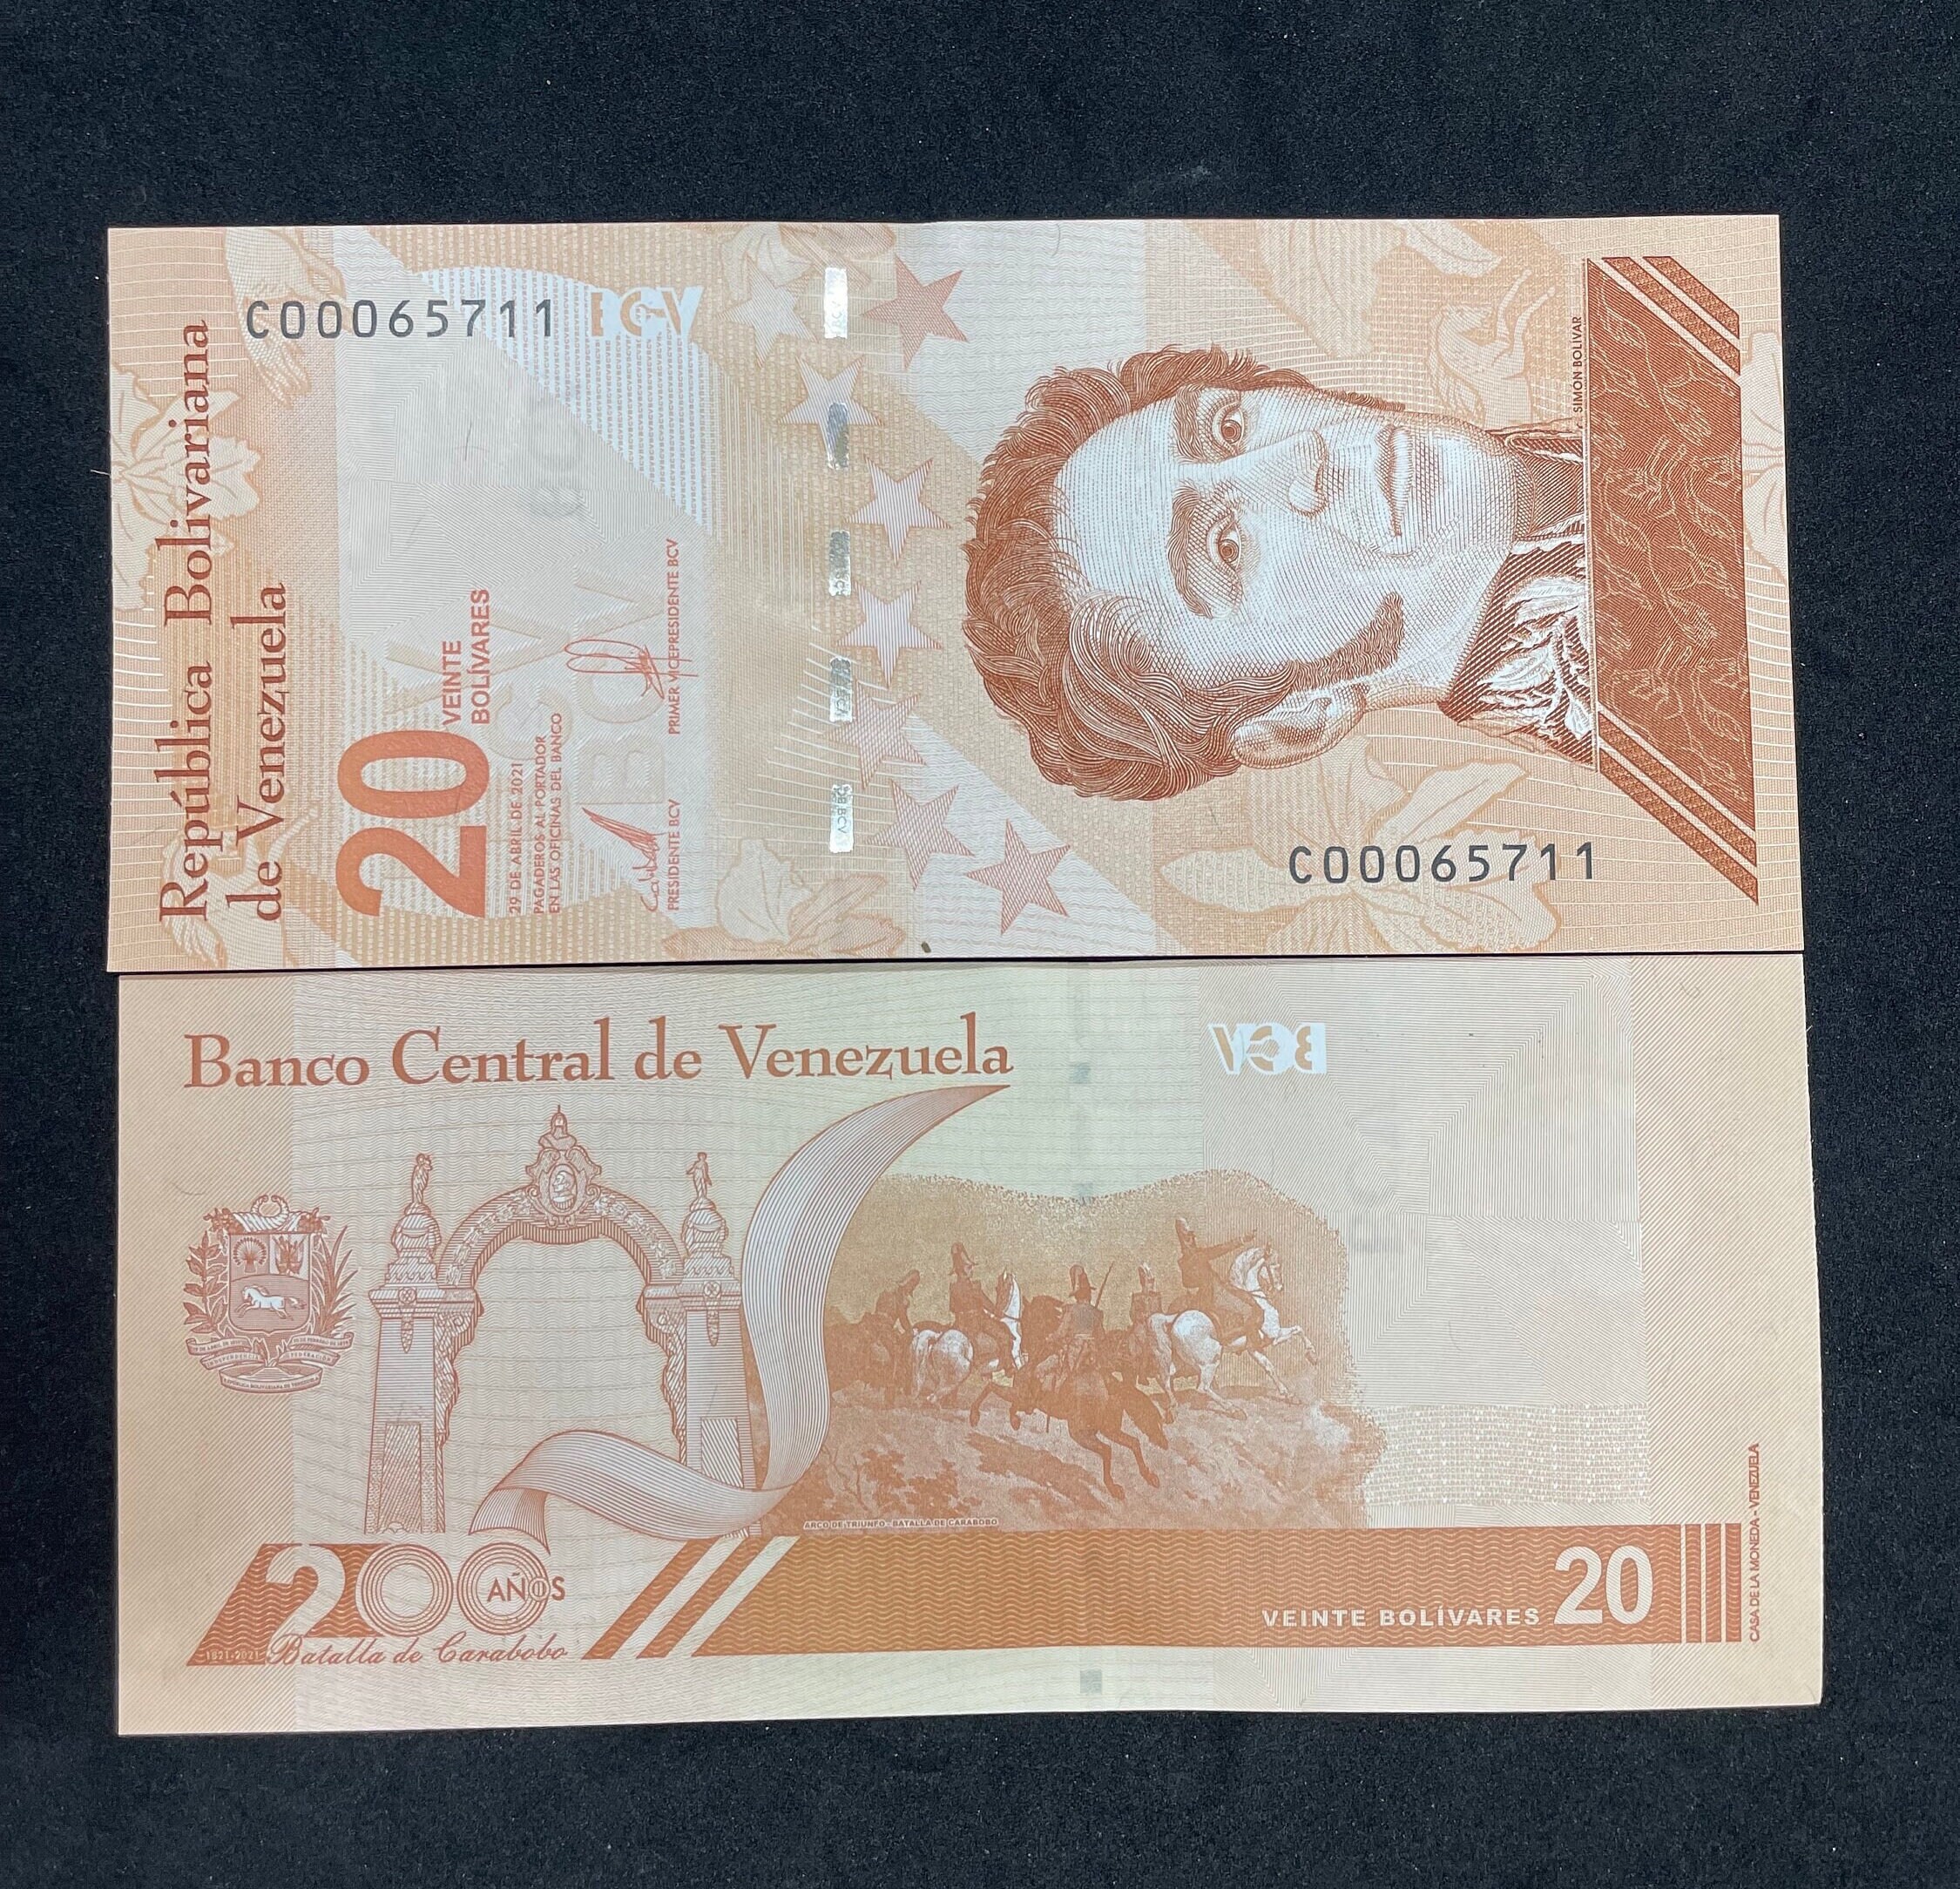 República Bolivariana
de Venezuela
C00065711
BCV
20
VEINTE
BOLÍVARES
29 DE ABRIL DE 2021
PAGADEROS AL PORTADOR
EN LAS OFICINAS DEL BANCO
PRESIDENTE BCV
PRIMER VICEPRESIDENTE BCV
SIMÓN BOLÍVAR
C00065711
Banco Central de Venezuela
BCV
ARCO DE TRIUNFO - BATALLA DE CARABOBO
200 AÑOS
1821-2021
Batalla de Carabobo
VEINTE BOLÍVARES 20
CASA DE LA MONEDA - VENEZUELA